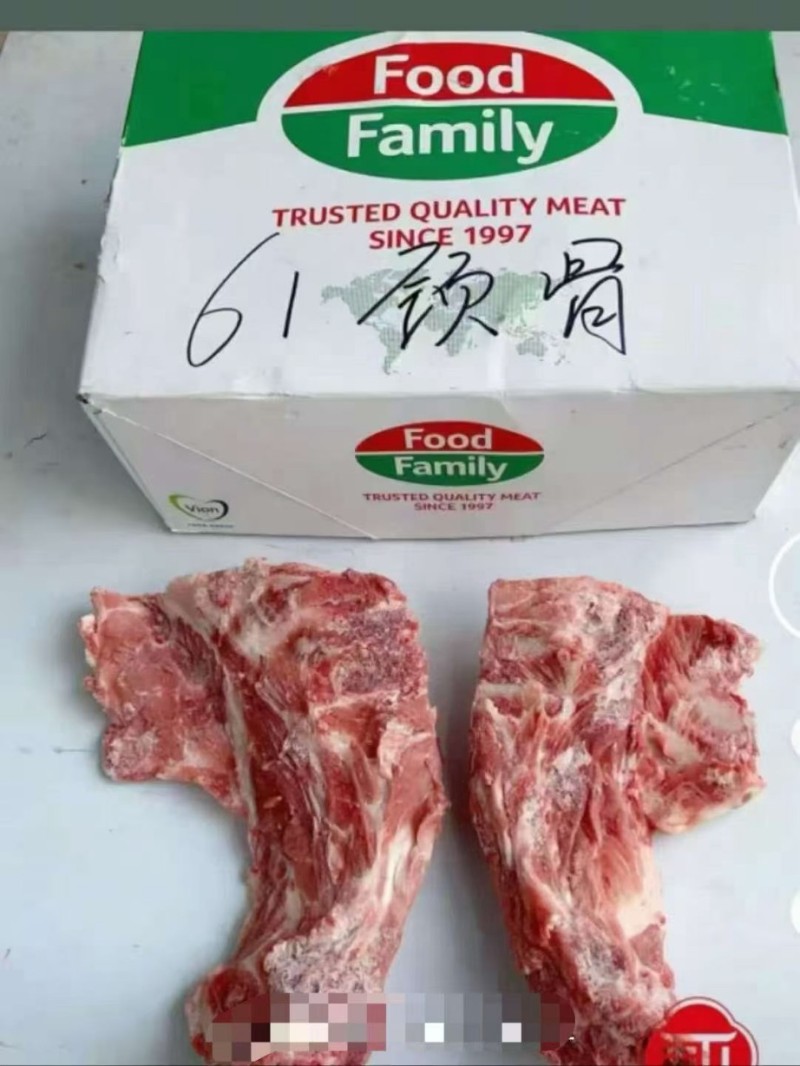 Food
Family
TRUSTED QUALITY MEAT
SINCE 1997
61 颈骨
Food
Family
TRUSTED QUALITY MEAT
SINCE 1997
Vion